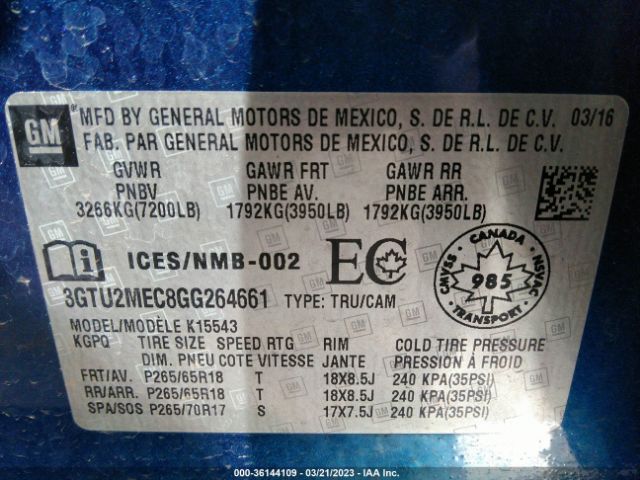 GM ® MFD BY GENERAL MOTORS DE MEXICO, S. DE R.L. DE C.V. 03/16
FAB. PAR GENERAL MOTORS DE MEXICO, S. DE R.L. DE C.V.
GVWR GAWR FRT GAWR RR
PNBV PNBE AV. PNBE ARR.
3266KG(7200LB) 1792KG(3950LB) 1792KG(3950LB)
ICES/NMB-002 EC
CANADA CMVSS NSVAC 985 TRANSPORT
3GTU2MEC8GG264661 TYPE: TRU/CAM
MODEL/MODÈLE K15543
KGPQ TIRE SIZE SPEED RTG RIM COLD TIRE PRESSURE
DIM. PNEU COTE VITESSE JANTE PRESSION À FROID
FRT/AV. P265/65R18 T 18X8.5J 240 KPA(35PSI)
RR/ARR. P265/65R18 T 18X8.5J 240 KPA(35PSI)
SPA/SOS P265/70R17 S 17X7.5J 240 KPA(35PSI)
000-36144109 - 03/21/2023 - IAA Inc.